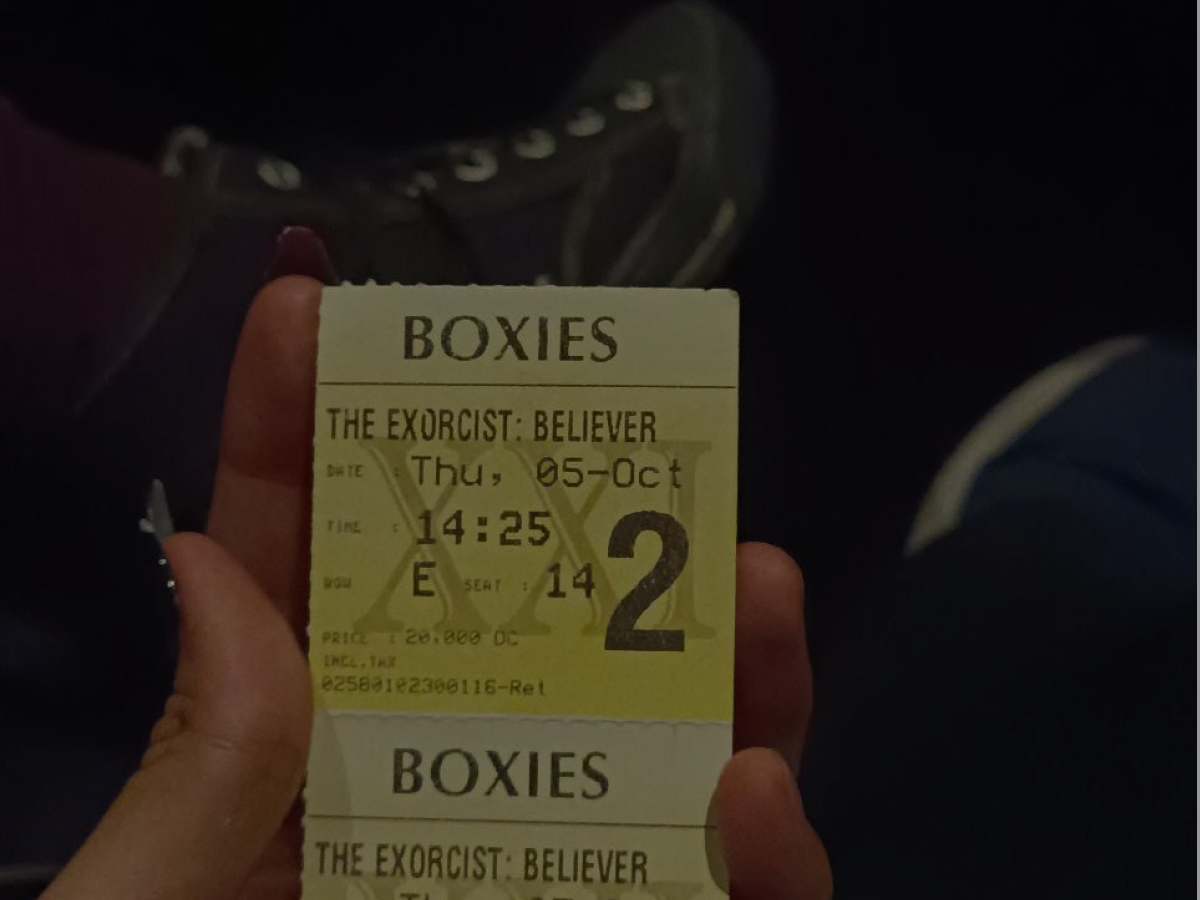 BOXIES
THE EXORCIST: BELIEVER
DATE : Thu, 05-Oct
TIME : 14:25
ROW E SEAT : 14
2
XXI
PRICE : 20.000 OC
INCL.TAX
02580102300116-Ret
BOXIES
THE EXORCIST: BELIEVER